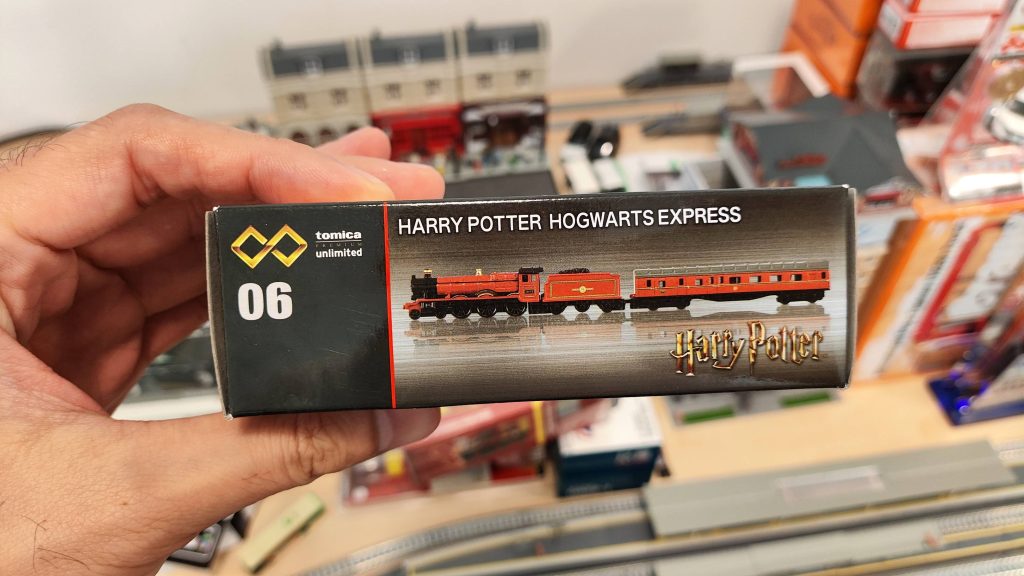 tomica
PREMIUM
unlimited
06
HARRY POTTER HOGWARTS EXPRESS
Harry Potter